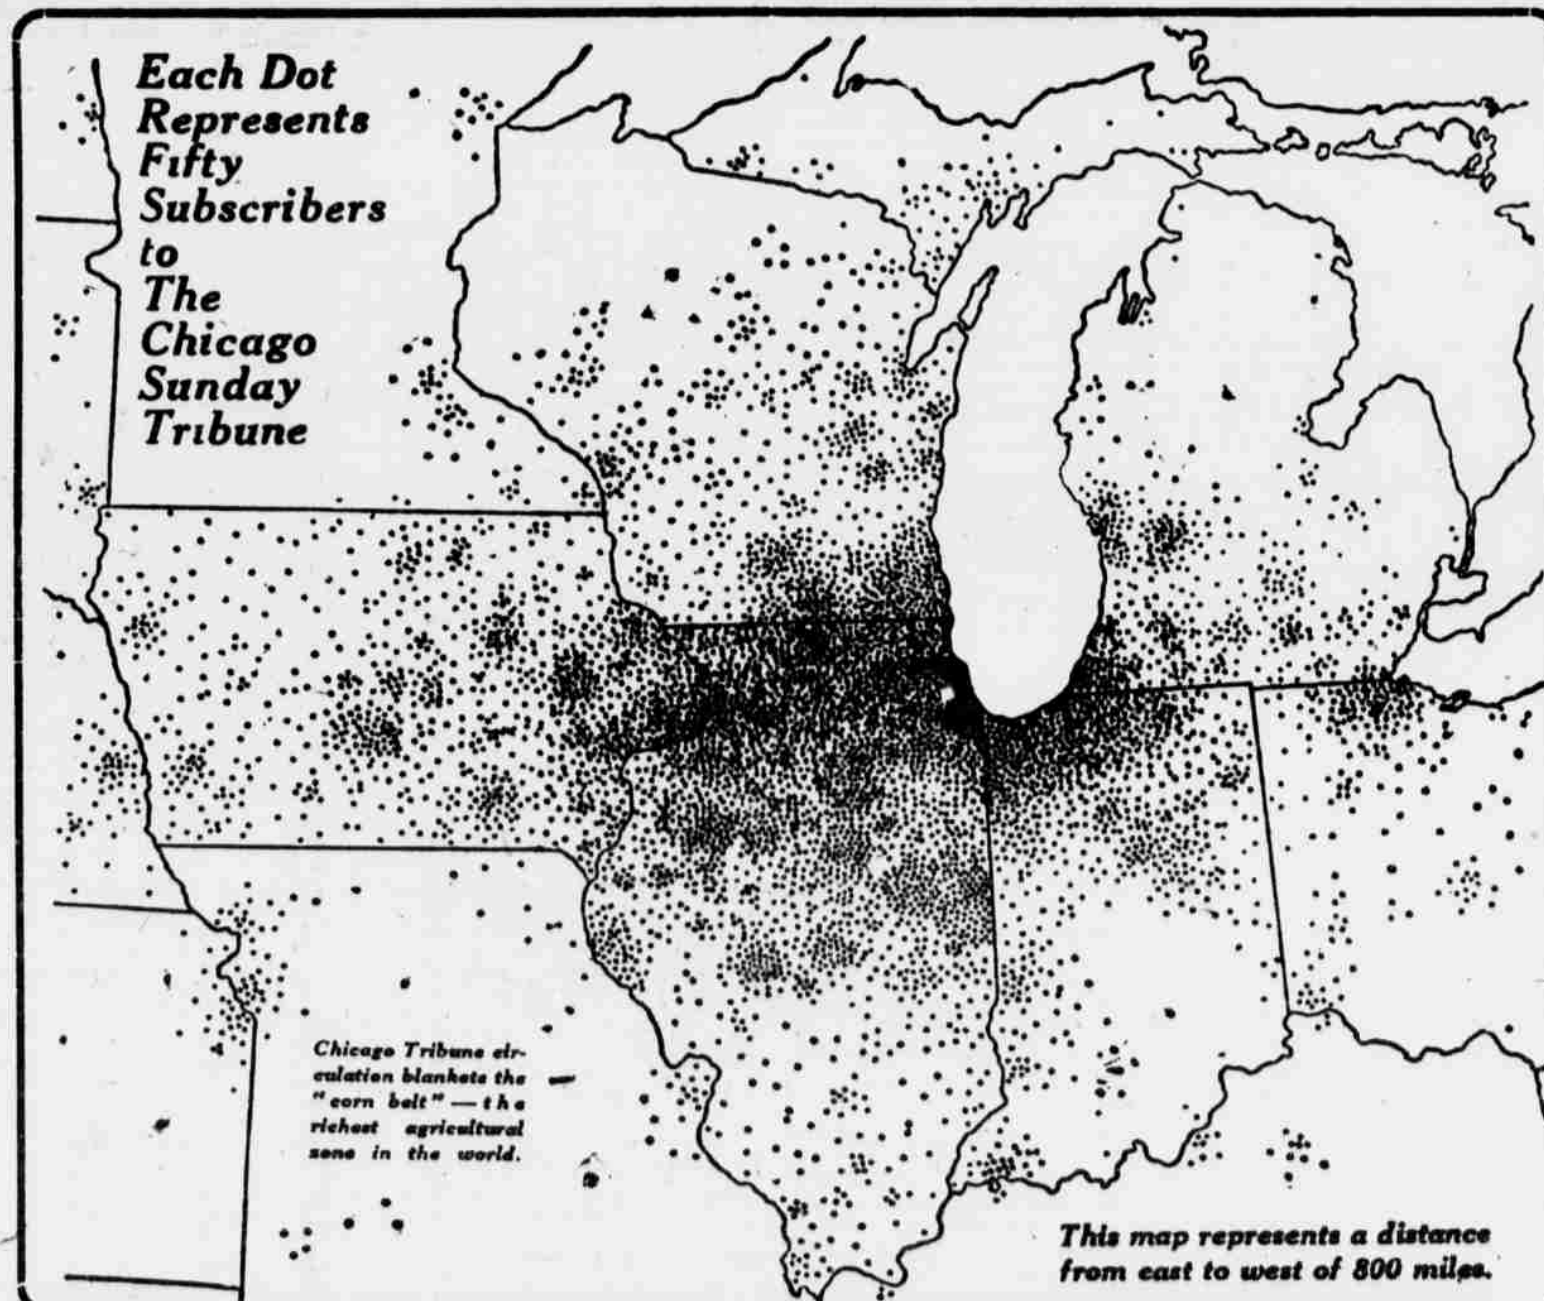 Each Dot
Represents
Fifty
Subscribers
to
The
Chicago
Sunday
Tribune
Chicago Tribune cir-
culation blankets the
"corn belt" — the
richest agricultural
zone in the world.
This map represents a distance
from east to west of 800 miles.